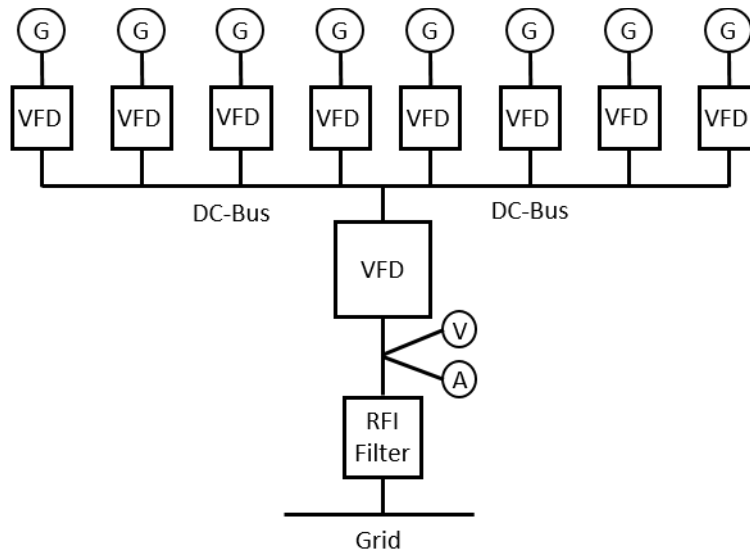 G G G G G G G G
VFD VFD VFD VFD VFD VFD VFD VFD
DC-Bus DC-Bus
VFD
V
A
RFI
Filter
Grid